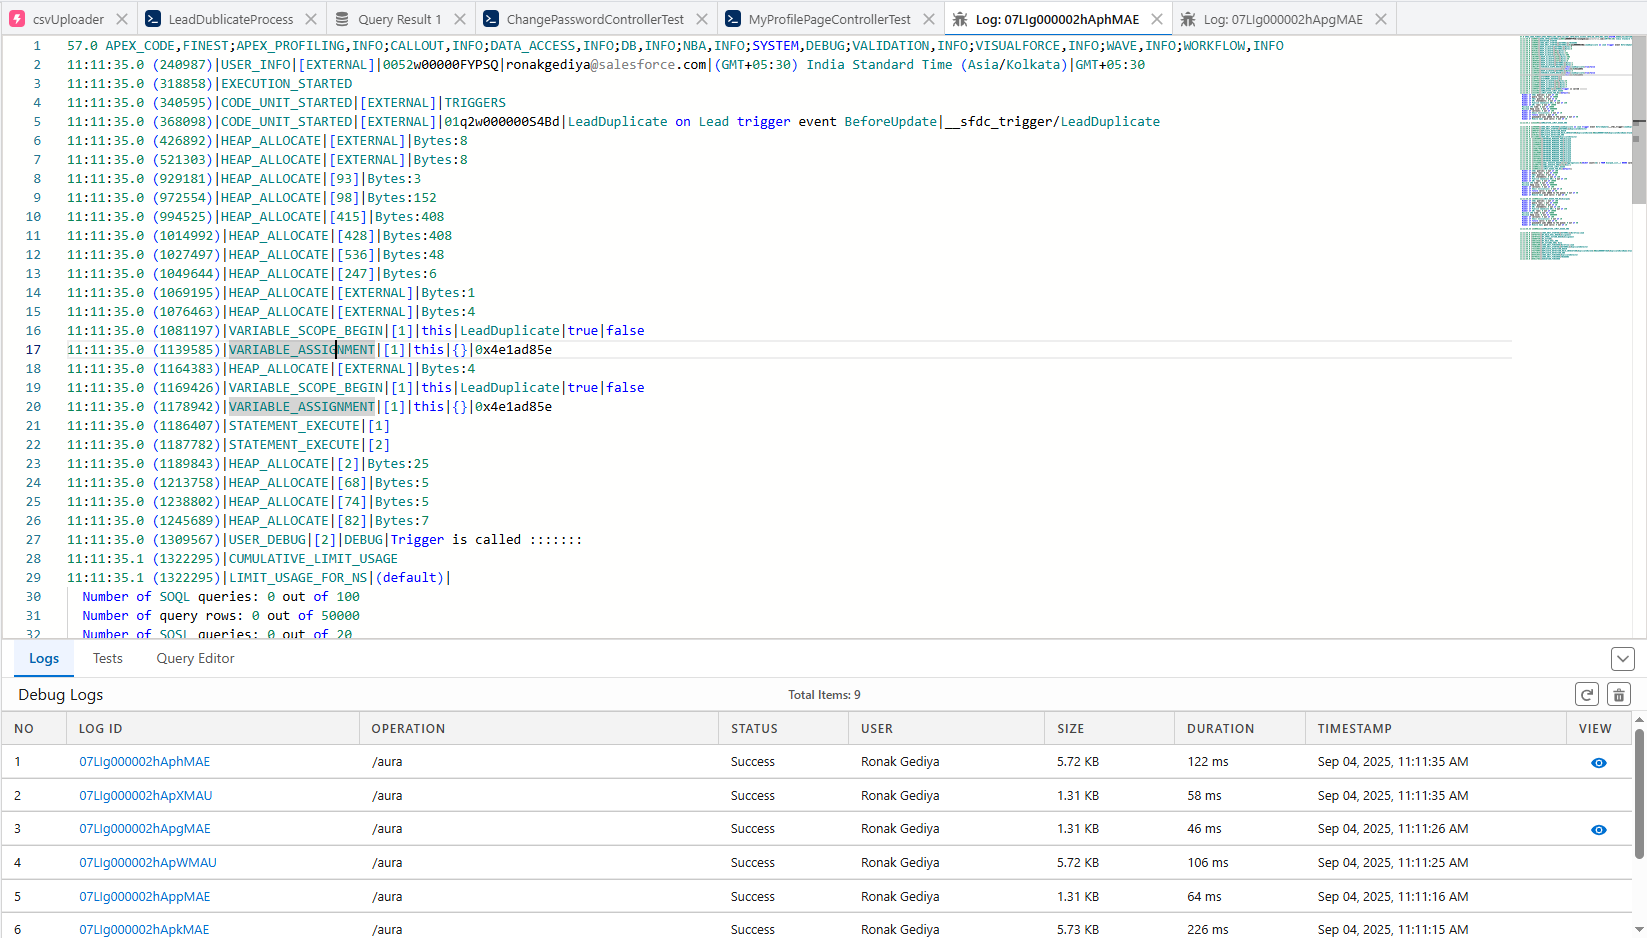 csvUploader
LeadDublicateProcess
Query Result 1
ChangePasswordControllerTest
MyProfilePageControllerTest
Log: 07LIg000002hAphMAE
Log: 07LIg000002hApgMAE
1 57.0 APEX_CODE,FINEST;APEX_PROFILING,INFO;CALLOUT,INFO;DATA_ACCESS,INFO;DB,INFO;NBA,INFO;SYSTEM,DEBUG;VALIDATION,INFO;VISUALFORCE,INFO;WAVE,INFO;WORKFLOW,INFO
2 11:11:35.0 (240987)|USER_INFO|[EXTERNAL]|0052w00000FYPSQ|ronakgediya@salesforce.com|(GMT+05:30) India Standard Time (Asia/Kolkata)|GMT+05:30
3 11:11:35.0 (318858)|EXECUTION_STARTED
4 11:11:35.0 (340595)|CODE_UNIT_STARTED|[EXTERNAL]|TRIGGERS
5 11:11:35.0 (368098)|CODE_UNIT_STARTED|[EXTERNAL]|01q2w000000S4Bd|LeadDuplicate on Lead trigger event BeforeUpdate|__sfdc_trigger/LeadDuplicate
6 11:11:35.0 (426892)|HEAP_ALLOCATE|[EXTERNAL]|Bytes:8
7 11:11:35.0 (521303)|HEAP_ALLOCATE|[EXTERNAL]|Bytes:8
8 11:11:35.0 (929181)|HEAP_ALLOCATE|[93]|Bytes:3
9 11:11:35.0 (972554)|HEAP_ALLOCATE|[98]|Bytes:152
10 11:11:35.0 (994525)|HEAP_ALLOCATE|[415]|Bytes:408
11 11:11:35.0 (1014992)|HEAP_ALLOCATE|[428]|Bytes:408
12 11:11:35.0 (1027497)|HEAP_ALLOCATE|[536]|Bytes:48
13 11:11:35.0 (1049644)|HEAP_ALLOCATE|[247]|Bytes:6
14 11:11:35.0 (1069195)|HEAP_ALLOCATE|[EXTERNAL]|Bytes:1
15 11:11:35.0 (1076463)|HEAP_ALLOCATE|[EXTERNAL]|Bytes:4
16 11:11:35.0 (1081197)|VARIABLE_SCOPE_BEGIN|[1]|this|LeadDuplicate|true|false
17 11:11:35.0 (1139585)|VARIABLE_ASSIGNMENT|[1]|this|{}|0x4e1ad85e
18 11:11:35.0 (1164383)|HEAP_ALLOCATE|[EXTERNAL]|Bytes:4
19 11:11:35.0 (1169426)|VARIABLE_SCOPE_BEGIN|[1]|this|LeadDuplicate|true|false
20 11:11:35.0 (1178942)|VARIABLE_ASSIGNMENT|[1]|this|{}|0x4e1ad85e
21 11:11:35.0 (1186407)|STATEMENT_EXECUTE|[1]
22 11:11:35.0 (1187782)|STATEMENT_EXECUTE|[2]
23 11:11:35.0 (1189843)|HEAP_ALLOCATE|[2]|Bytes:25
24 11:11:35.0 (1213758)|HEAP_ALLOCATE|[68]|Bytes:5
25 11:11:35.0 (1238802)|HEAP_ALLOCATE|[74]|Bytes:5
26 11:11:35.0 (1245689)|HEAP_ALLOCATE|[82]|Bytes:7
27 11:11:35.0 (1309567)|USER_DEBUG|[2]|DEBUG|Trigger is called :::::::
28 11:11:35.1 (1322295)|CUMULATIVE_LIMIT_USAGE
29 11:11:35.1 (1322295)|LIMIT_USAGE_FOR_NS|(default)|
30 Number of SOQL queries: 0 out of 100
31 Number of query rows: 0 out of 50000
32 Number of SOSL queries: 0 out of 20
Logs Tests Query Editor
Debug Logs Total Items: 9
NO LOG ID OPERATION STATUS USER SIZE DURATION TIMESTAMP VIEW
1 07LIg000002hAphMAE /aura Success Ronak Gediya 5.72 KB 122 ms Sep 04, 2025, 11:11:35 AM
2 07LIg000002hApXMAU /aura Success Ronak Gediya 1.31 KB 58 ms Sep 04, 2025, 11:11:35 AM
3 07LIg000002hApgMAE /aura Success Ronak Gediya 1.31 KB 46 ms Sep 04, 2025, 11:11:26 AM
4 07LIg000002hApWMAU /aura Success Ronak Gediya 5.72 KB 106 ms Sep 04, 2025, 11:11:25 AM
5 07LIg000002hAppMAE /aura Success Ronak Gediya 1.31 KB 64 ms Sep 04, 2025, 11:11:16 AM
6 07LIg000002hApkMAE /aura Success Ronak Gediya 5.73 KB 226 ms Sep 04, 2025, 11:11:15 AM